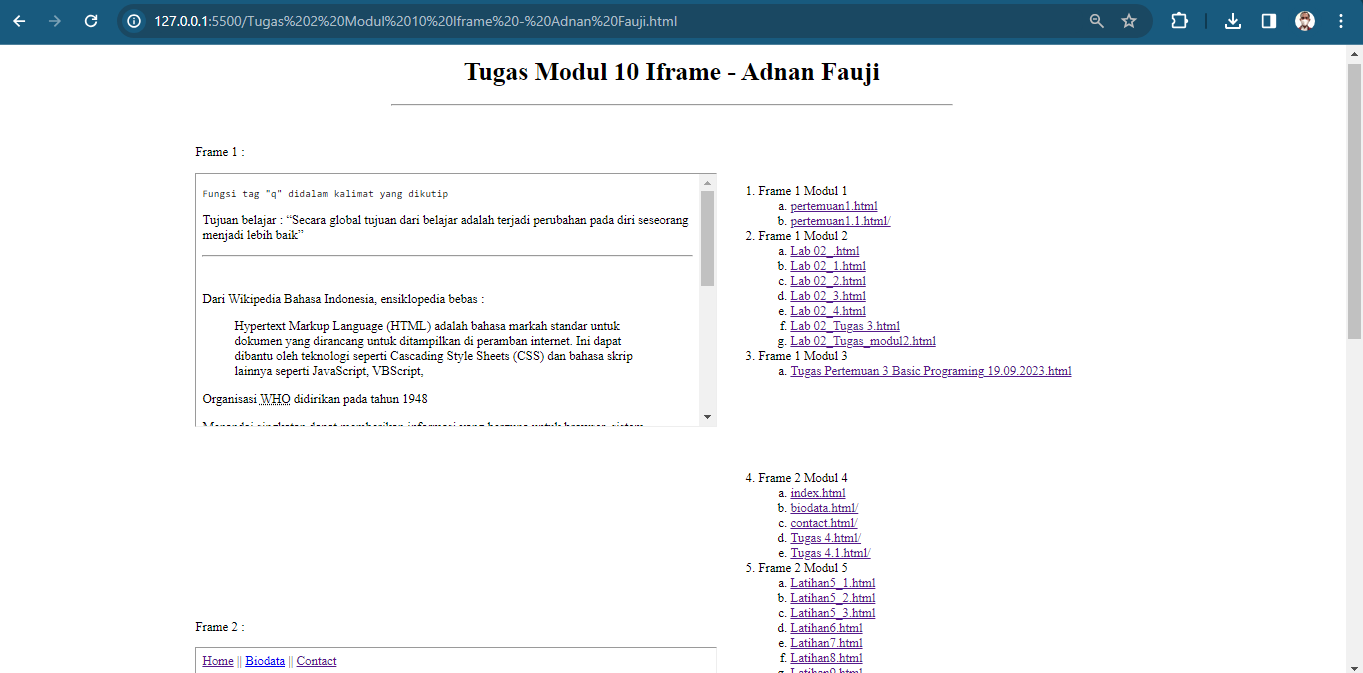 127.0.0.1:5500/Tugas%202%20Modul%2010%20Iframe%20-%20Adnan%20Fauji.html
Tugas Modul 10 Iframe - Adnan Fauji
Frame 1 :
Fungsi tag "q" didalam kalimat yang dikutip
Tujuan belajar : “Secara global tujuan dari belajar adalah terjadi perubahan pada diri seseorang
menjadi lebih baik”
Dari Wikipedia Bahasa Indonesia, ensiklopedia bebas :
Hypertext Markup Language (HTML) adalah bahasa markah standar untuk
dokumen yang dirancang untuk ditampilkan di peramban internet. Ini dapat
dibantu oleh teknologi seperti Cascading Style Sheets (CSS) dan bahasa skrip
lainnya seperti JavaScript, VBScript,
Organisasi WHO didirikan pada tahun 1948
1. Frame 1 Modul 1
a. pertemuan1.html
b. pertemuan1.1.html/
2. Frame 1 Modul 2
a. Lab 02_.html
b. Lab 02_1.html
c. Lab 02_2.html
d. Lab 02_3.html
e. Lab 02_4.html
f. Lab 02_Tugas 3.html
g. Lab 02_Tugas_modul2.html
3. Frame 1 Modul 3
a. Tugas Pertemuan 3 Basic Programing 19.09.2023.html
Frame 2 :
Home || Biodata || Contact
4. Frame 2 Modul 4
a. index.html
b. biodata.html/
c. contact.html/
d. Tugas 4.html/
e. Tugas 4.1.html/
5. Frame 2 Modul 5
a. Latihan5_1.html
b. Latihan5_2.html
c. Latihan5_3.html
d. Latihan6.html
e. Latihan7.html
f. Latihan8.html
g. Latihan9.html